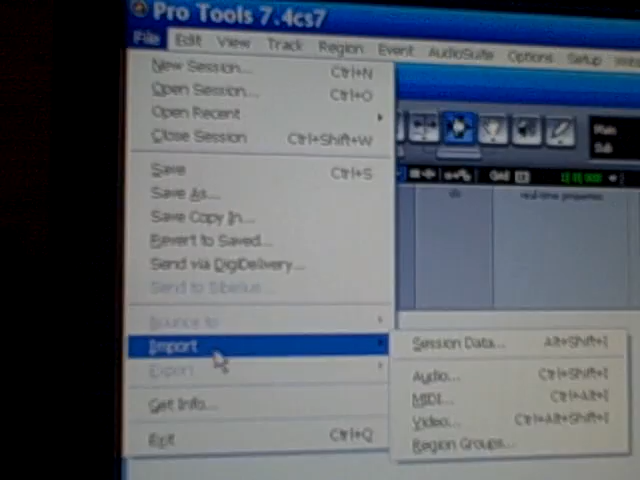 Pro Tools 7.4cs7
File Edit View Track Region Event AudioSuite Options Setup
New Session... Ctrl+N
Open Session... Ctrl+O
Open Recent
Close Session Ctrl+Shift+W
Save Ctrl+S
Save As...
Save Copy In...
Revert to Saved...
Send via DigiDelivery...
Send to Sibelius...
Bounce to
Import
Export
Get Info...
Exit Ctrl+Q
Session Data... Alt+Shift+I
Audio... Ctrl+Shift+I
MIDI... Ctrl+Alt+I
Video... Ctrl+Alt+Shift+I
Region Groups...
Main
Sub
Grid
real-time properties